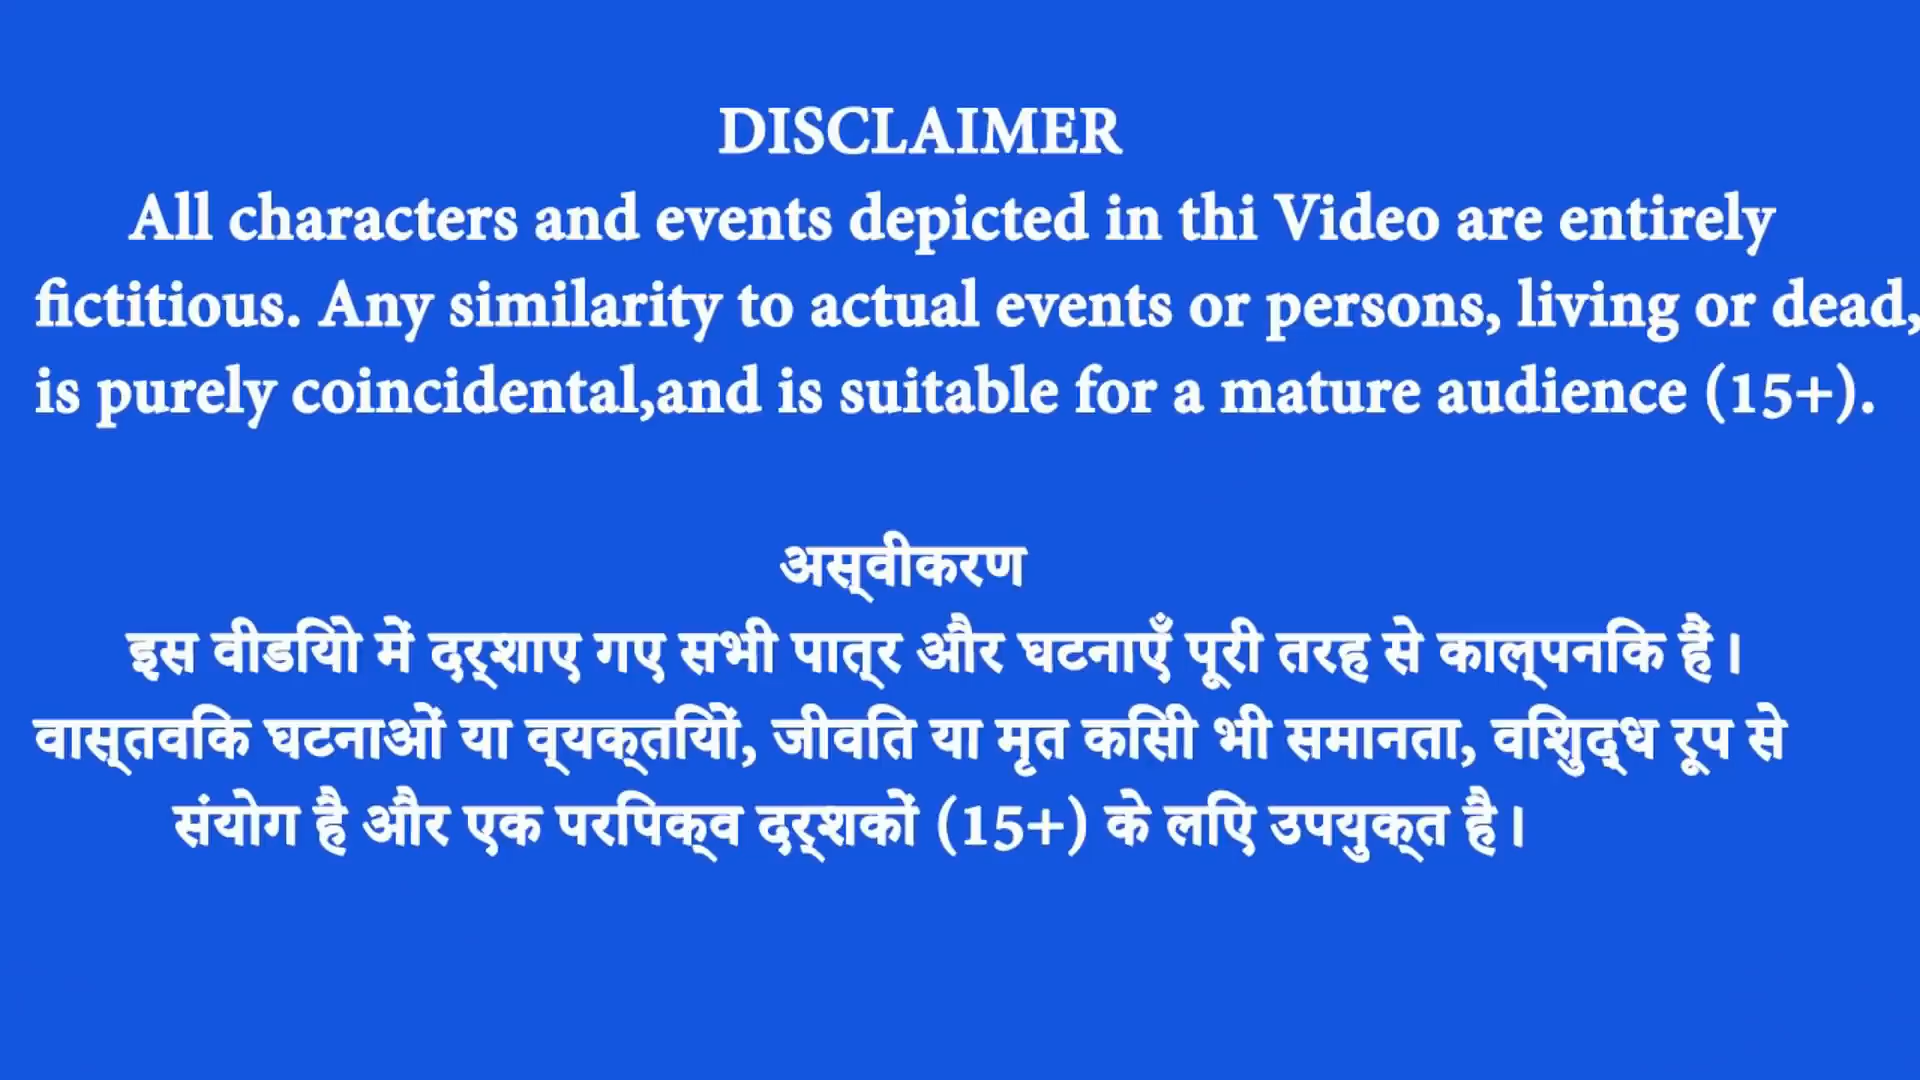 DISCLAIMER
All characters and events depicted in thi Video are entirely
fictitious. Any similarity to actual events or persons, living or dead,
is purely coincidental,and is suitable for a mature audience (15+).
अस्‌वीकरण
इस वीडयिो में दर्‌शाए गए सभी पात्‌र और घटनाएँ पूरी तरह से काल्‌पनकि हैं।
वास्‌तवकि घटनाओं या व्‌यक्‌तयिों, जीवति या मृत कसिी भी समानता, वशिुद्‌ध रूप से
संयोग है और एक परपिक्‌व दर्‌शकों (15+) के लएि उपयुक्‌त है।